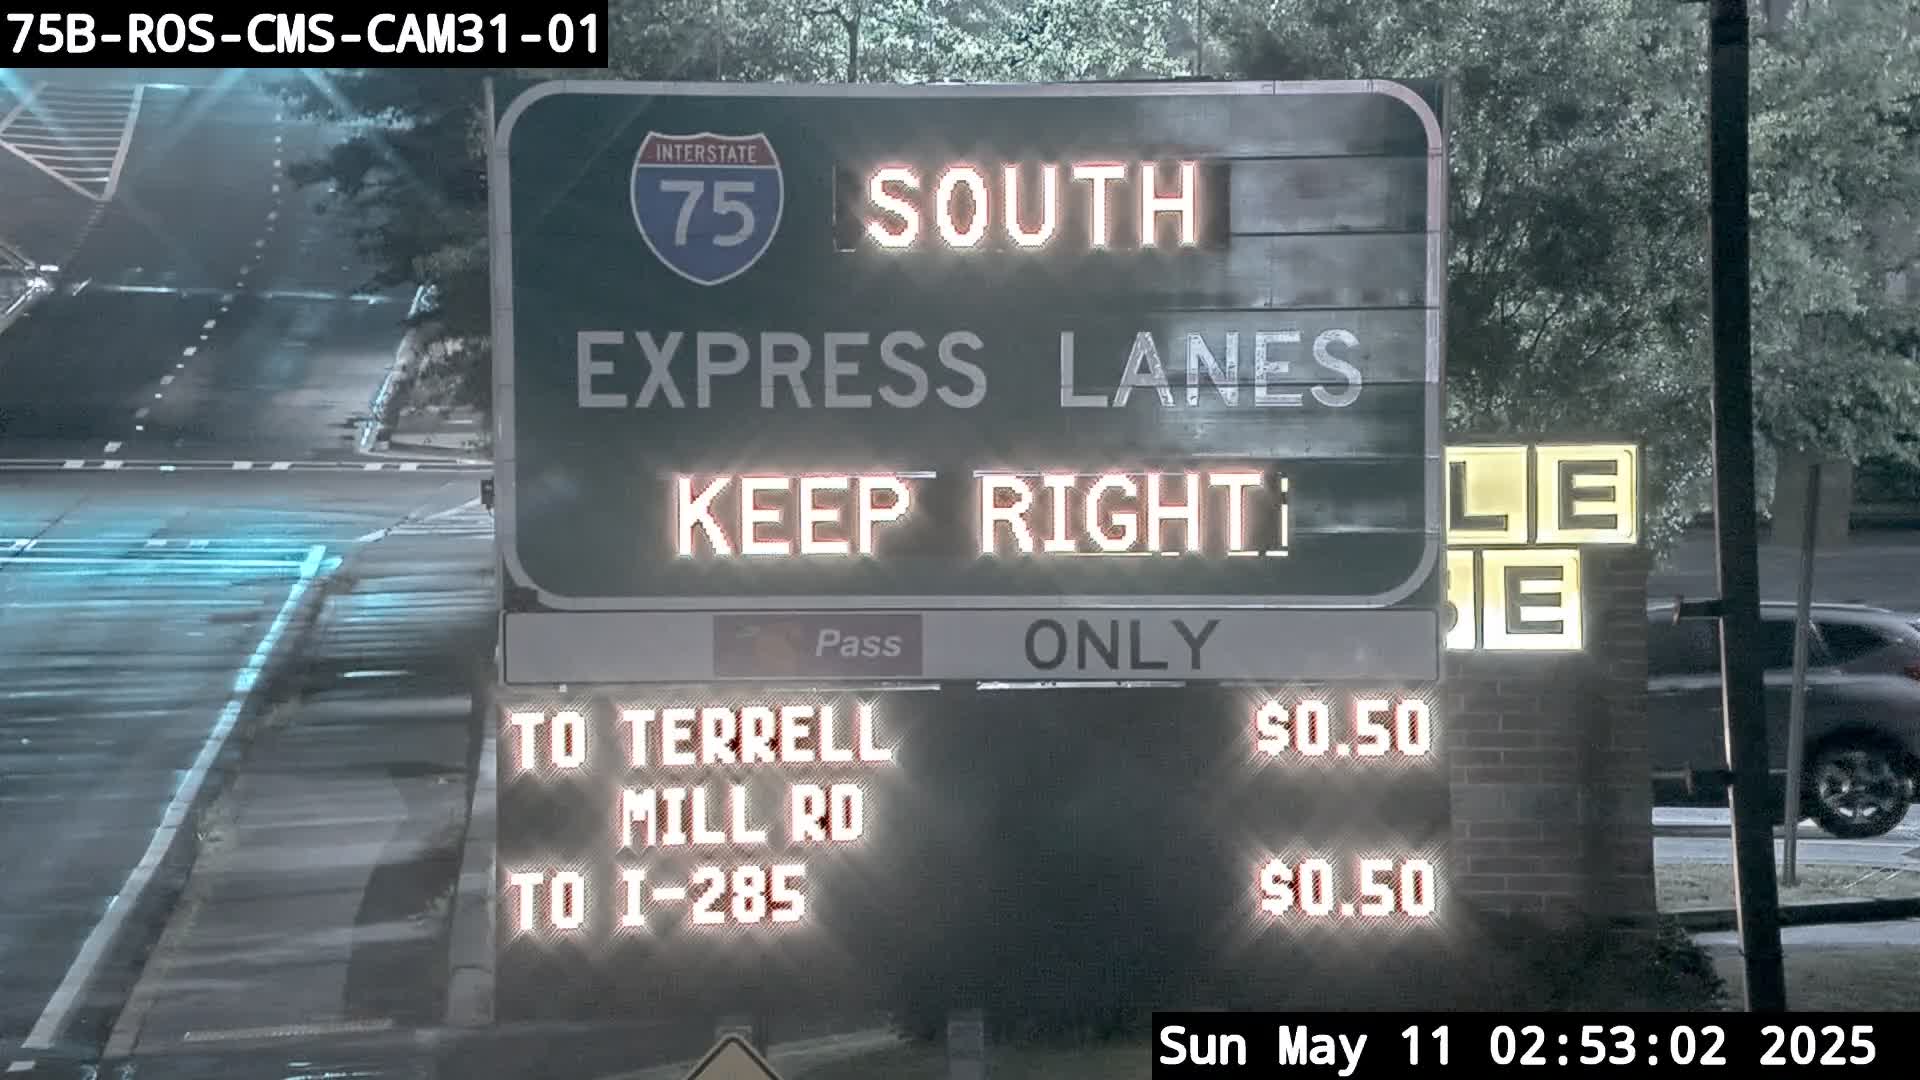 75B-ROS-CMS-CAM31-01
INTERSTATE
75
SOUTH
EXPRESS LANES
KEEP RIGHT
Pass ONLY
LE
E
TO TERRELL $0.50
MILL RD
TO I-285 $0.50
Sun May 11 02:53:02 2025